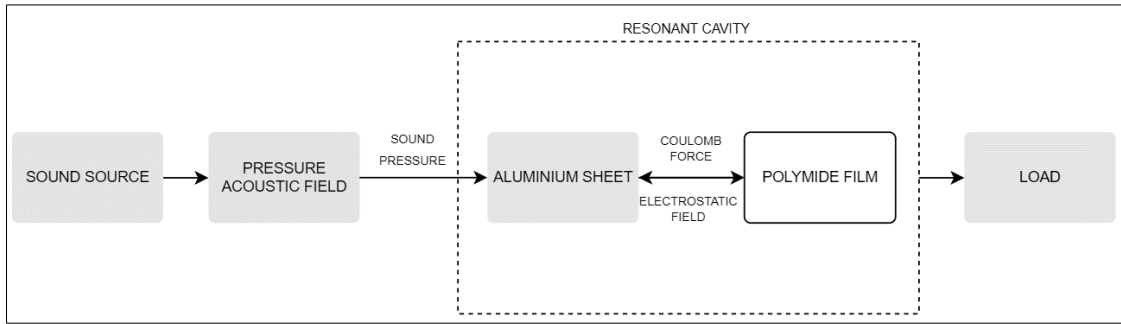 RESONANT CAVITY
SOUND SOURCE
PRESSURE
ACOUSTIC FIELD
SOUND
PRESSURE
ALUMINIUM SHEET
COULOMB
FORCE
ELECTROSTATIC
FIELD
POLYMIDE FILM
LOAD